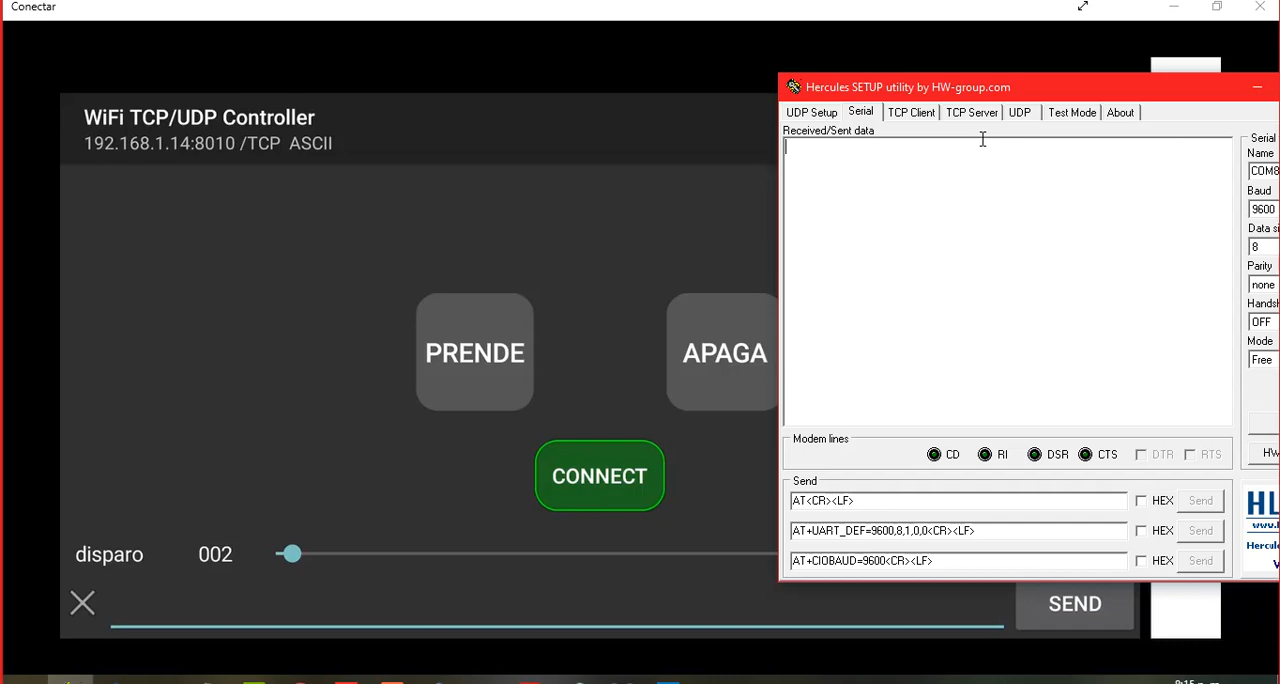 Conectar
WiFi TCP/UDP Controller
192.168.1.14:8010 /TCP ASCII
PRENDE
APAGA
CONNECT
disparo 002
SEND
Hercules SETUP utility by HW-group.com
UDP Setup Serial TCP Client TCP Server UDP Test Mode About
Received/Sent data
Serial
Name
COM8
Baud
9600
Data si
8
Parity
none
Handsh
OFF
Mode
Free
HW
Modem lines
CD RI DSR CTS DTR RTS
Send
AT<CR><LF> HEX Send
AT+UART_DEF=9600,8,1,0,0<CR><LF> HEX Send
AT+CIOBAUD=9600<CR><LF> HEX Send
Hercule